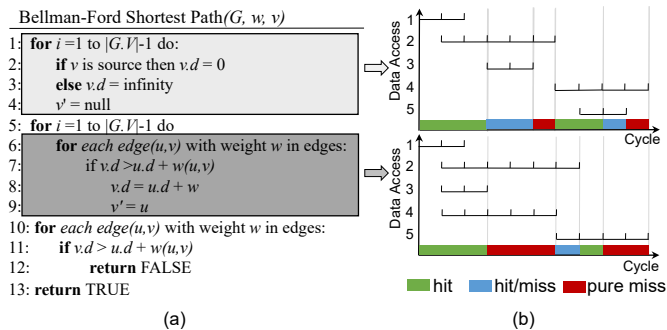 Bellman-Ford Shortest Path(G, w, v)
1: for i =1 to |G.V|-1 do:
2: if v is source then v.d = 0
3: else v.d = infinity
4: v' = null
5: for i=1 to |G.V|-1 do
6: for each edge(u,v) with weight w in edges:
7: if v.d >u.d + w(u,v)
8: v.d = u.d + w
9: v' = u
10: for each edge(u,v) with weight w in edges:
11: if v.d > u.d + w(u,v)
12: return FALSE
13: return TRUE
(a)
Data Access
1
2
3
4
5
Cycle
Data Access
1
2
3
4
5
Cycle
hit
hit/miss
pure miss
(b)